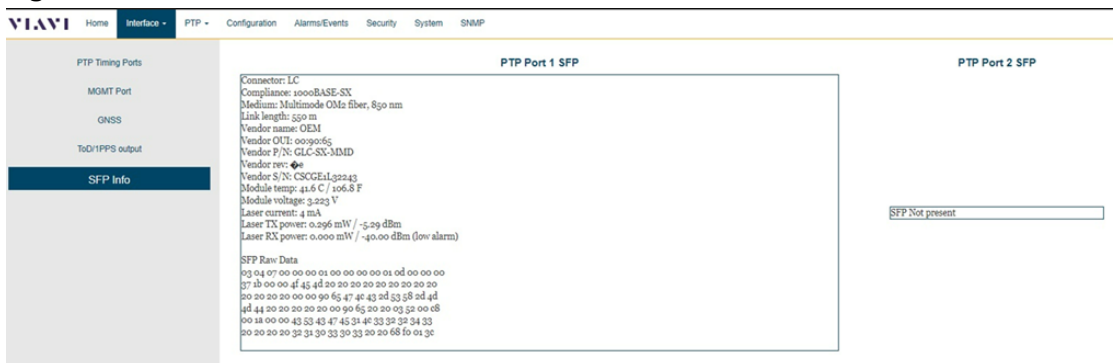 VIAVI Home Interface PTP Configuration Alarms/Events Security System SNMP
PTP Timing Ports
MGMT Port
GNSS
ToD/1PPS output
SFP Info
PTP Port 1 SFP
Connector: LC
Compliance: 1000BASE-SX
Medium: Multimode OM2 fiber, 850 nm
Link length: 550 m
Vendor name: OEM
Vendor OUI: 00:90:65
Vendor P/N: GLC-SX-MMD
Vendor rev: �e
Vendor S/N: CSCGE1L32243
Module temp: 41.6 C / 106.8 F
Module voltage: 3.223 V
Laser current: 4 mA
Laser TX power: 0.296 mW / -5.29 dBm
Laser RX power: 0.000 mW / -40.00 dBm (low alarm)
SFP Raw Data
03 04 07 00 00 00 01 00 00 00 00 01 0d 00 00 00
37 1b 00 00 4f 45 4d 20 20 20 20 20 20 20 20 20
20 20 20 20 00 00 90 65 47 4c 43 2d 53 58 2d 4d
4d 44 20 20 20 20 20 00 90 65 20 20 03 52 00 c8
00 1a 00 00 43 53 43 47 45 31 4c 33 32 32 34 33
20 20 20 20 32 31 30 33 30 33 20 20 68 f0 01 3c
PTP Port 2 SFP
SFP Not present